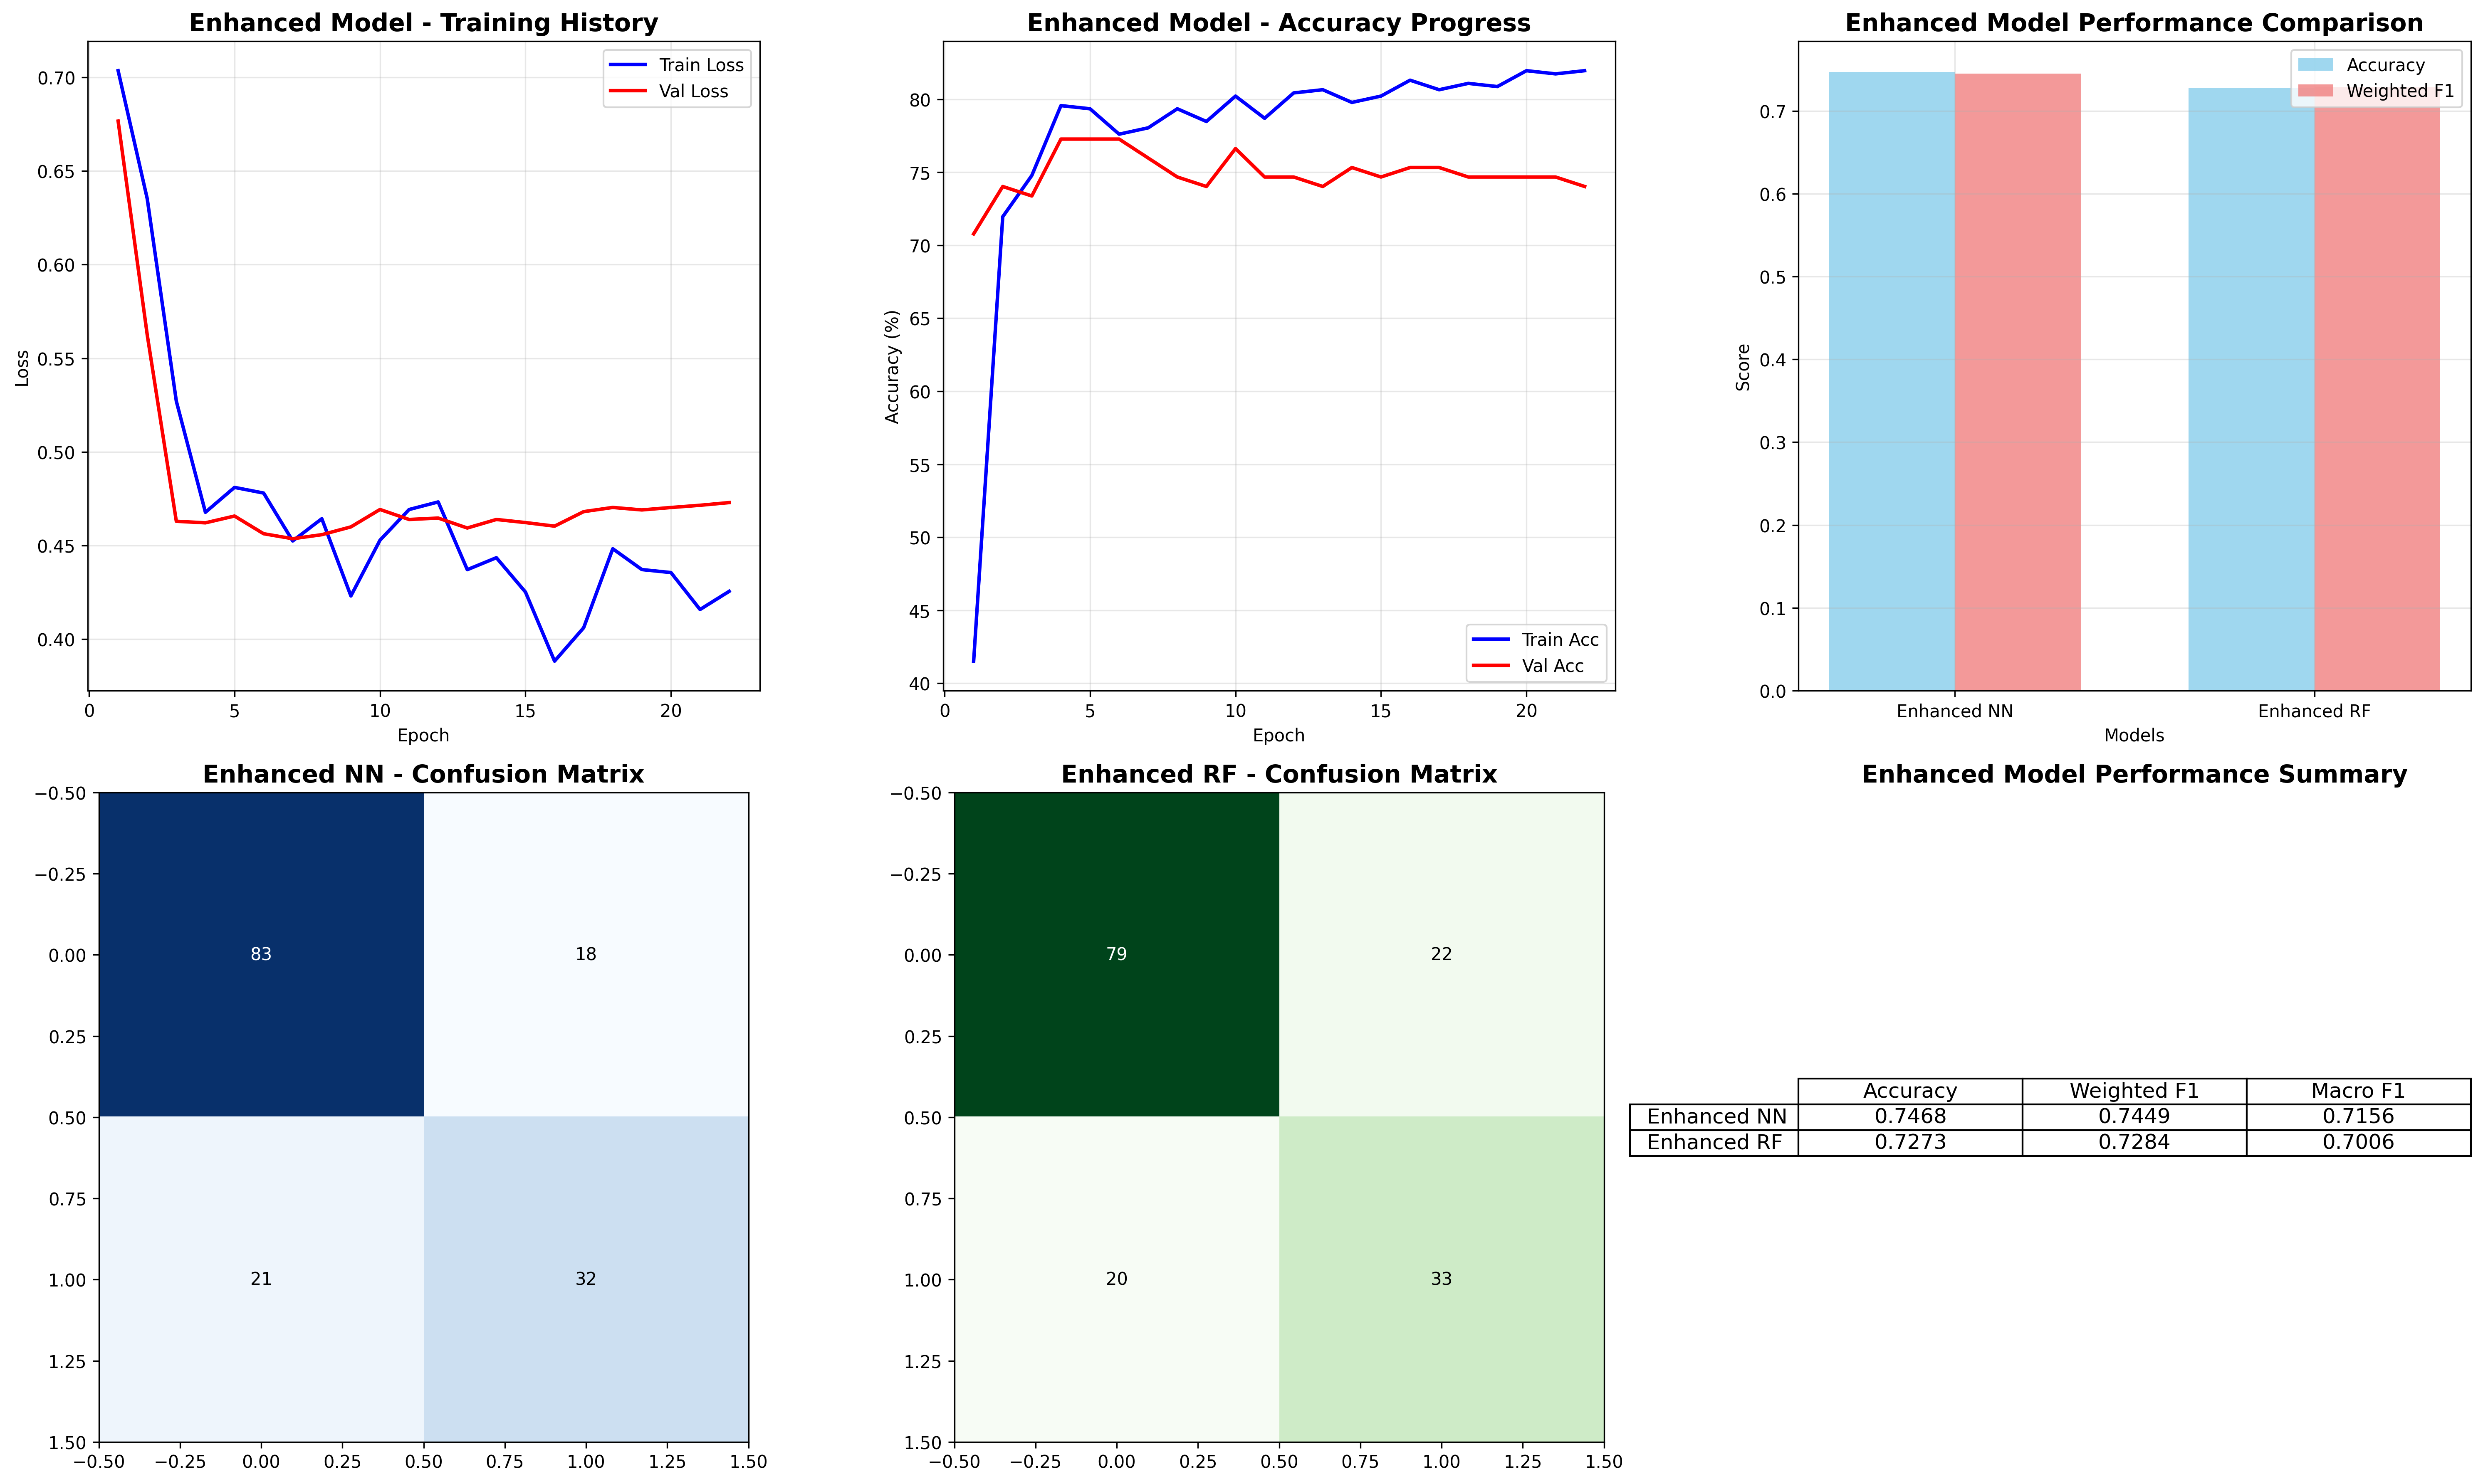 Enhanced Model - Training History
Train Loss
Val Loss
0.70
0.65
0.60
0.55
0.50
0.45
0.40
Loss
0 5 10 15 20
Epoch
Enhanced Model - Accuracy Progress
80
75
70
65
60
55
50
45
40
Accuracy (%)
Train Acc
Val Acc
0 5 10 15 20
Epoch
Enhanced Model Performance Comparison
Accuracy
Weighted F1
0.7
0.6
0.5
0.4
0.3
0.2
0.1
0.0
Score
Enhanced NN Enhanced RF
Models
Enhanced NN - Confusion Matrix
−0.50
−0.25
0.00
0.25
0.50
0.75
1.00
1.25
1.50
83 18
21 32
−0.50 −0.25 0.00 0.25 0.50 0.75 1.00 1.25 1.50
Enhanced RF - Confusion Matrix
−0.50
−0.25
0.00
0.25
0.50
0.75
1.00
1.25
1.50
79 22
20 33
−0.50 −0.25 0.00 0.25 0.50 0.75 1.00 1.25 1.50
Enhanced Model Performance Summary
Accuracy Weighted F1 Macro F1
Enhanced NN 0.7468 0.7449 0.7156
Enhanced RF 0.7273 0.7284 0.7006